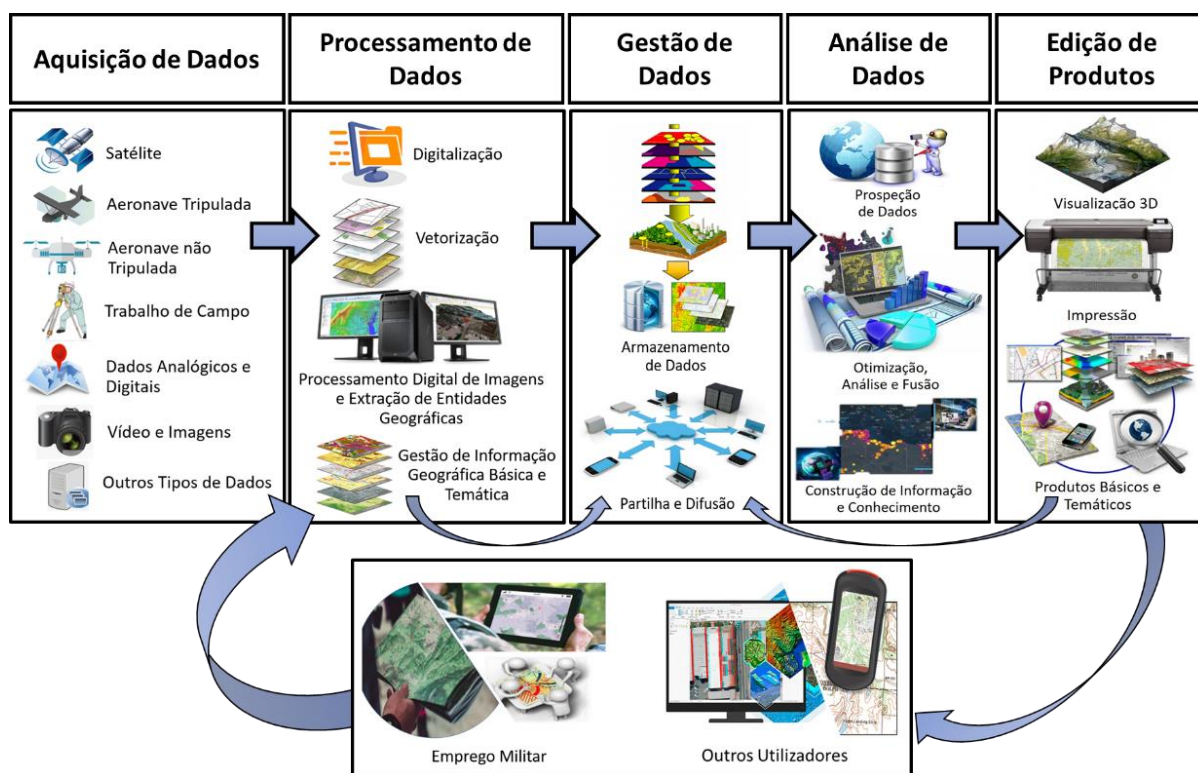 Aquisição de Dados
Processamento de
Dados
Gestão de
Dados
Análise de
Dados
Edição de
Produtos
Satélite
Aeronave Tripulada
Aeronave não
Tripulada
Trabalho de Campo
Dados Analógicos e
Digitais
Vídeo e Imagens
Outros Tipos de Dados
Digitalização
Vetorização
Processamento Digital de Imagens
e Extração de Entidades
Geográficas
Gestão de Informação
Geográfica Básica e
Temática
Armazenamento
de Dados
Partilha e Difusão
Prospeção
de Dados
Otimização,
Análise e Fusão
Construção de Informação
e Conhecimento
Visualização 3D
Impressão
Produtos Básicos e
Temáticos
Emprego Militar
Outros Utilizadores